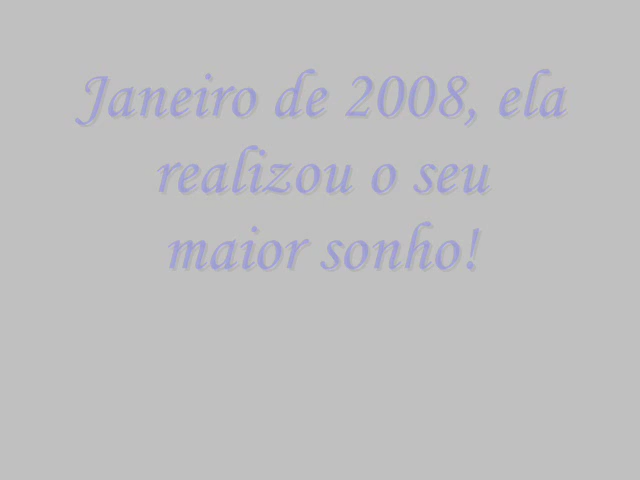 Janeiro de 2008, ela
realizou o seu
maior sonho!